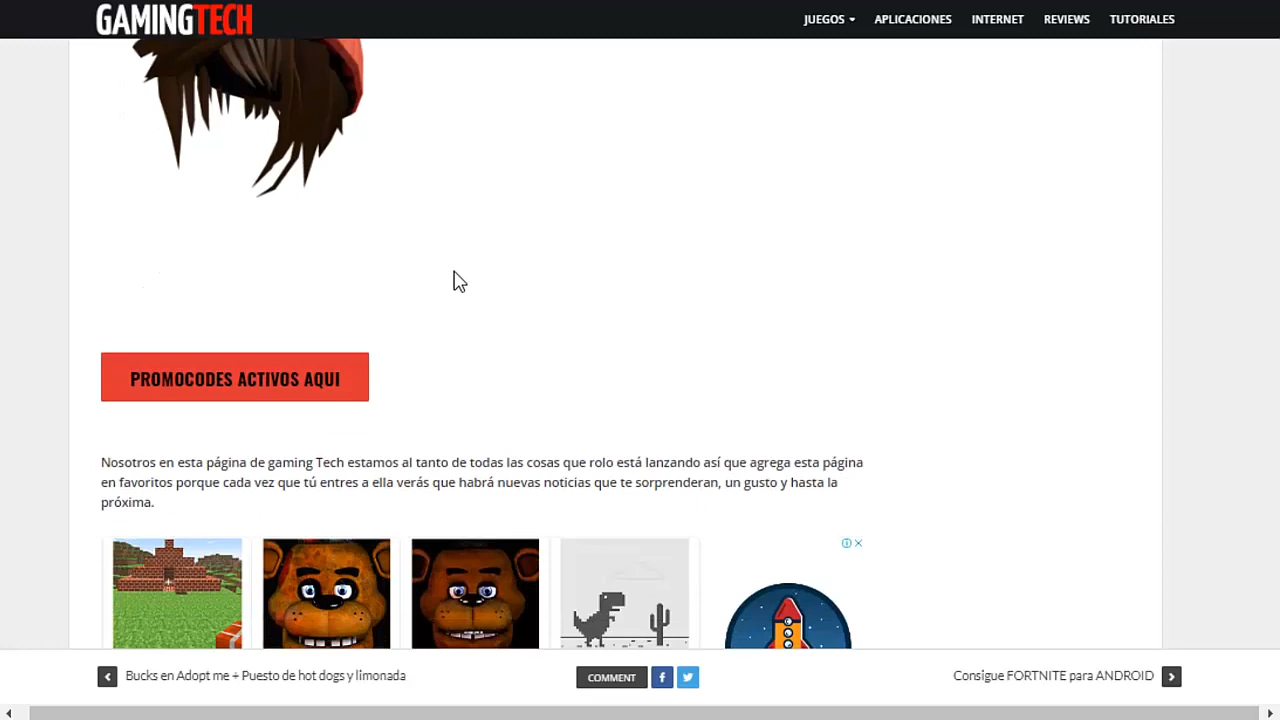 GAMINGTECH
JUEGOS
APLICACIONES
INTERNET
REVIEWS
TUTORIALES
PROMOCODES ACTIVOS AQUI
Nosotros en esta página de gaming Tech estamos al tanto de todas las cosas que rolo está lanzando así que agrega esta página
en favoritos porque cada vez que tú entres a ella verás que habrá nuevas noticias que te sorprenderan, un gusto y hasta la
próxima.
Bucks en Adopt me + Puesto de hot dogs y limonada
COMMENT
Consigue FORTNITE para ANDROID